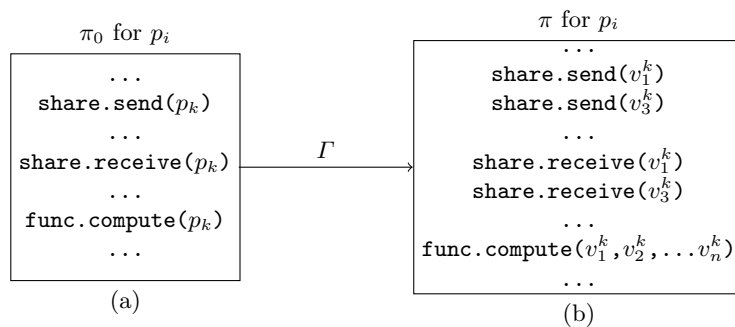 π₀ for pᵢ
...
share.send(pₖ)
...
share.receive(pₖ)
...
func.compute(pₖ)
...
(a)
Γ
π for pᵢ
...
share.send(v₁ᵏ)
share.send(v₃ᵏ)
...
share.receive(v₁ᵏ)
share.receive(v₃ᵏ)
...
func.compute(v₁ᵏ,v₂ᵏ,...vₙᵏ)
...
(b)